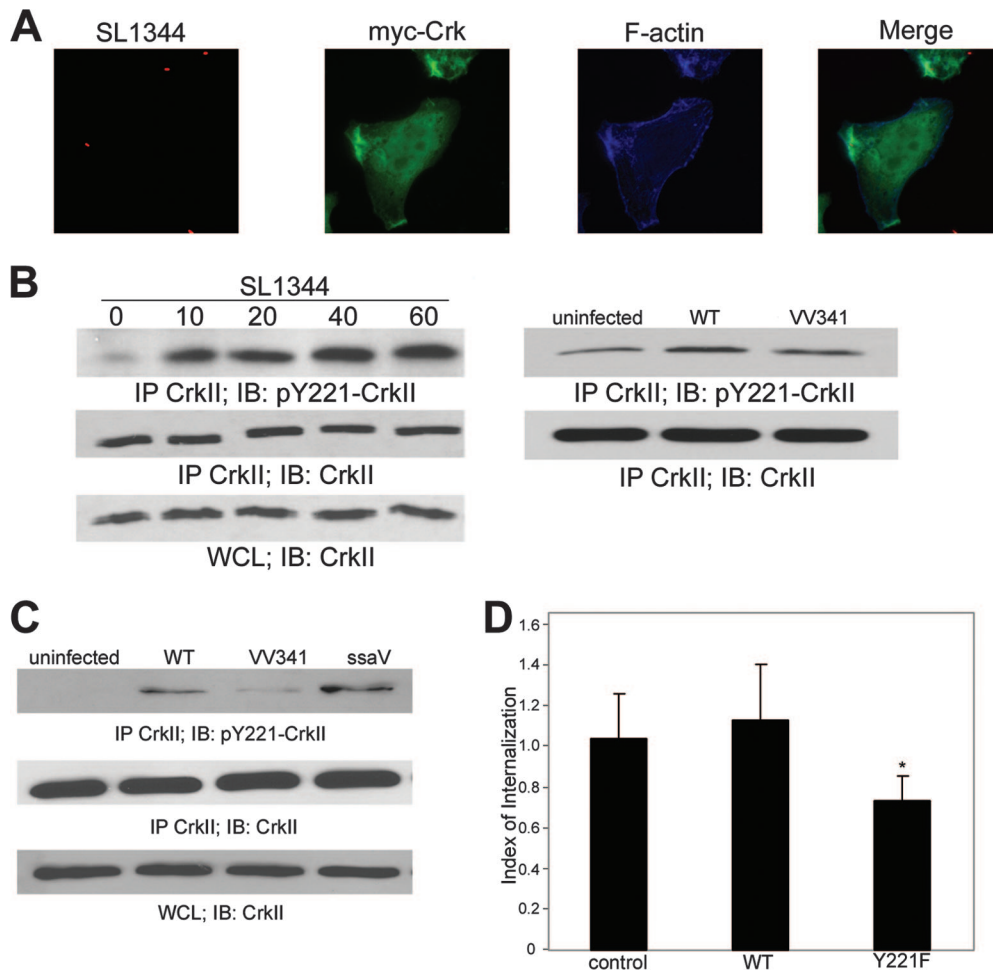 A
SL1344 myc-Crk F-actin Merge
B
SL1344
0 10 20 40 60
IP CrkII; IB: pY221-CrkII
IP CrkII; IB: CrkII
WCL; IB: CrkII
uninfected WT VV341
IP CrkII; IB: pY221-CrkII
IP CrkII; IB: CrkII
C
uninfected WT VV341 ssaV
IP CrkII; IB: pY221-CrkII
IP CrkII; IB: CrkII
WCL; IB: CrkII
D
Index of Internalization
1.6
1.4
1.2
1.0
0.8
0.6
0.4
0.2
0
*
control WT Y221F